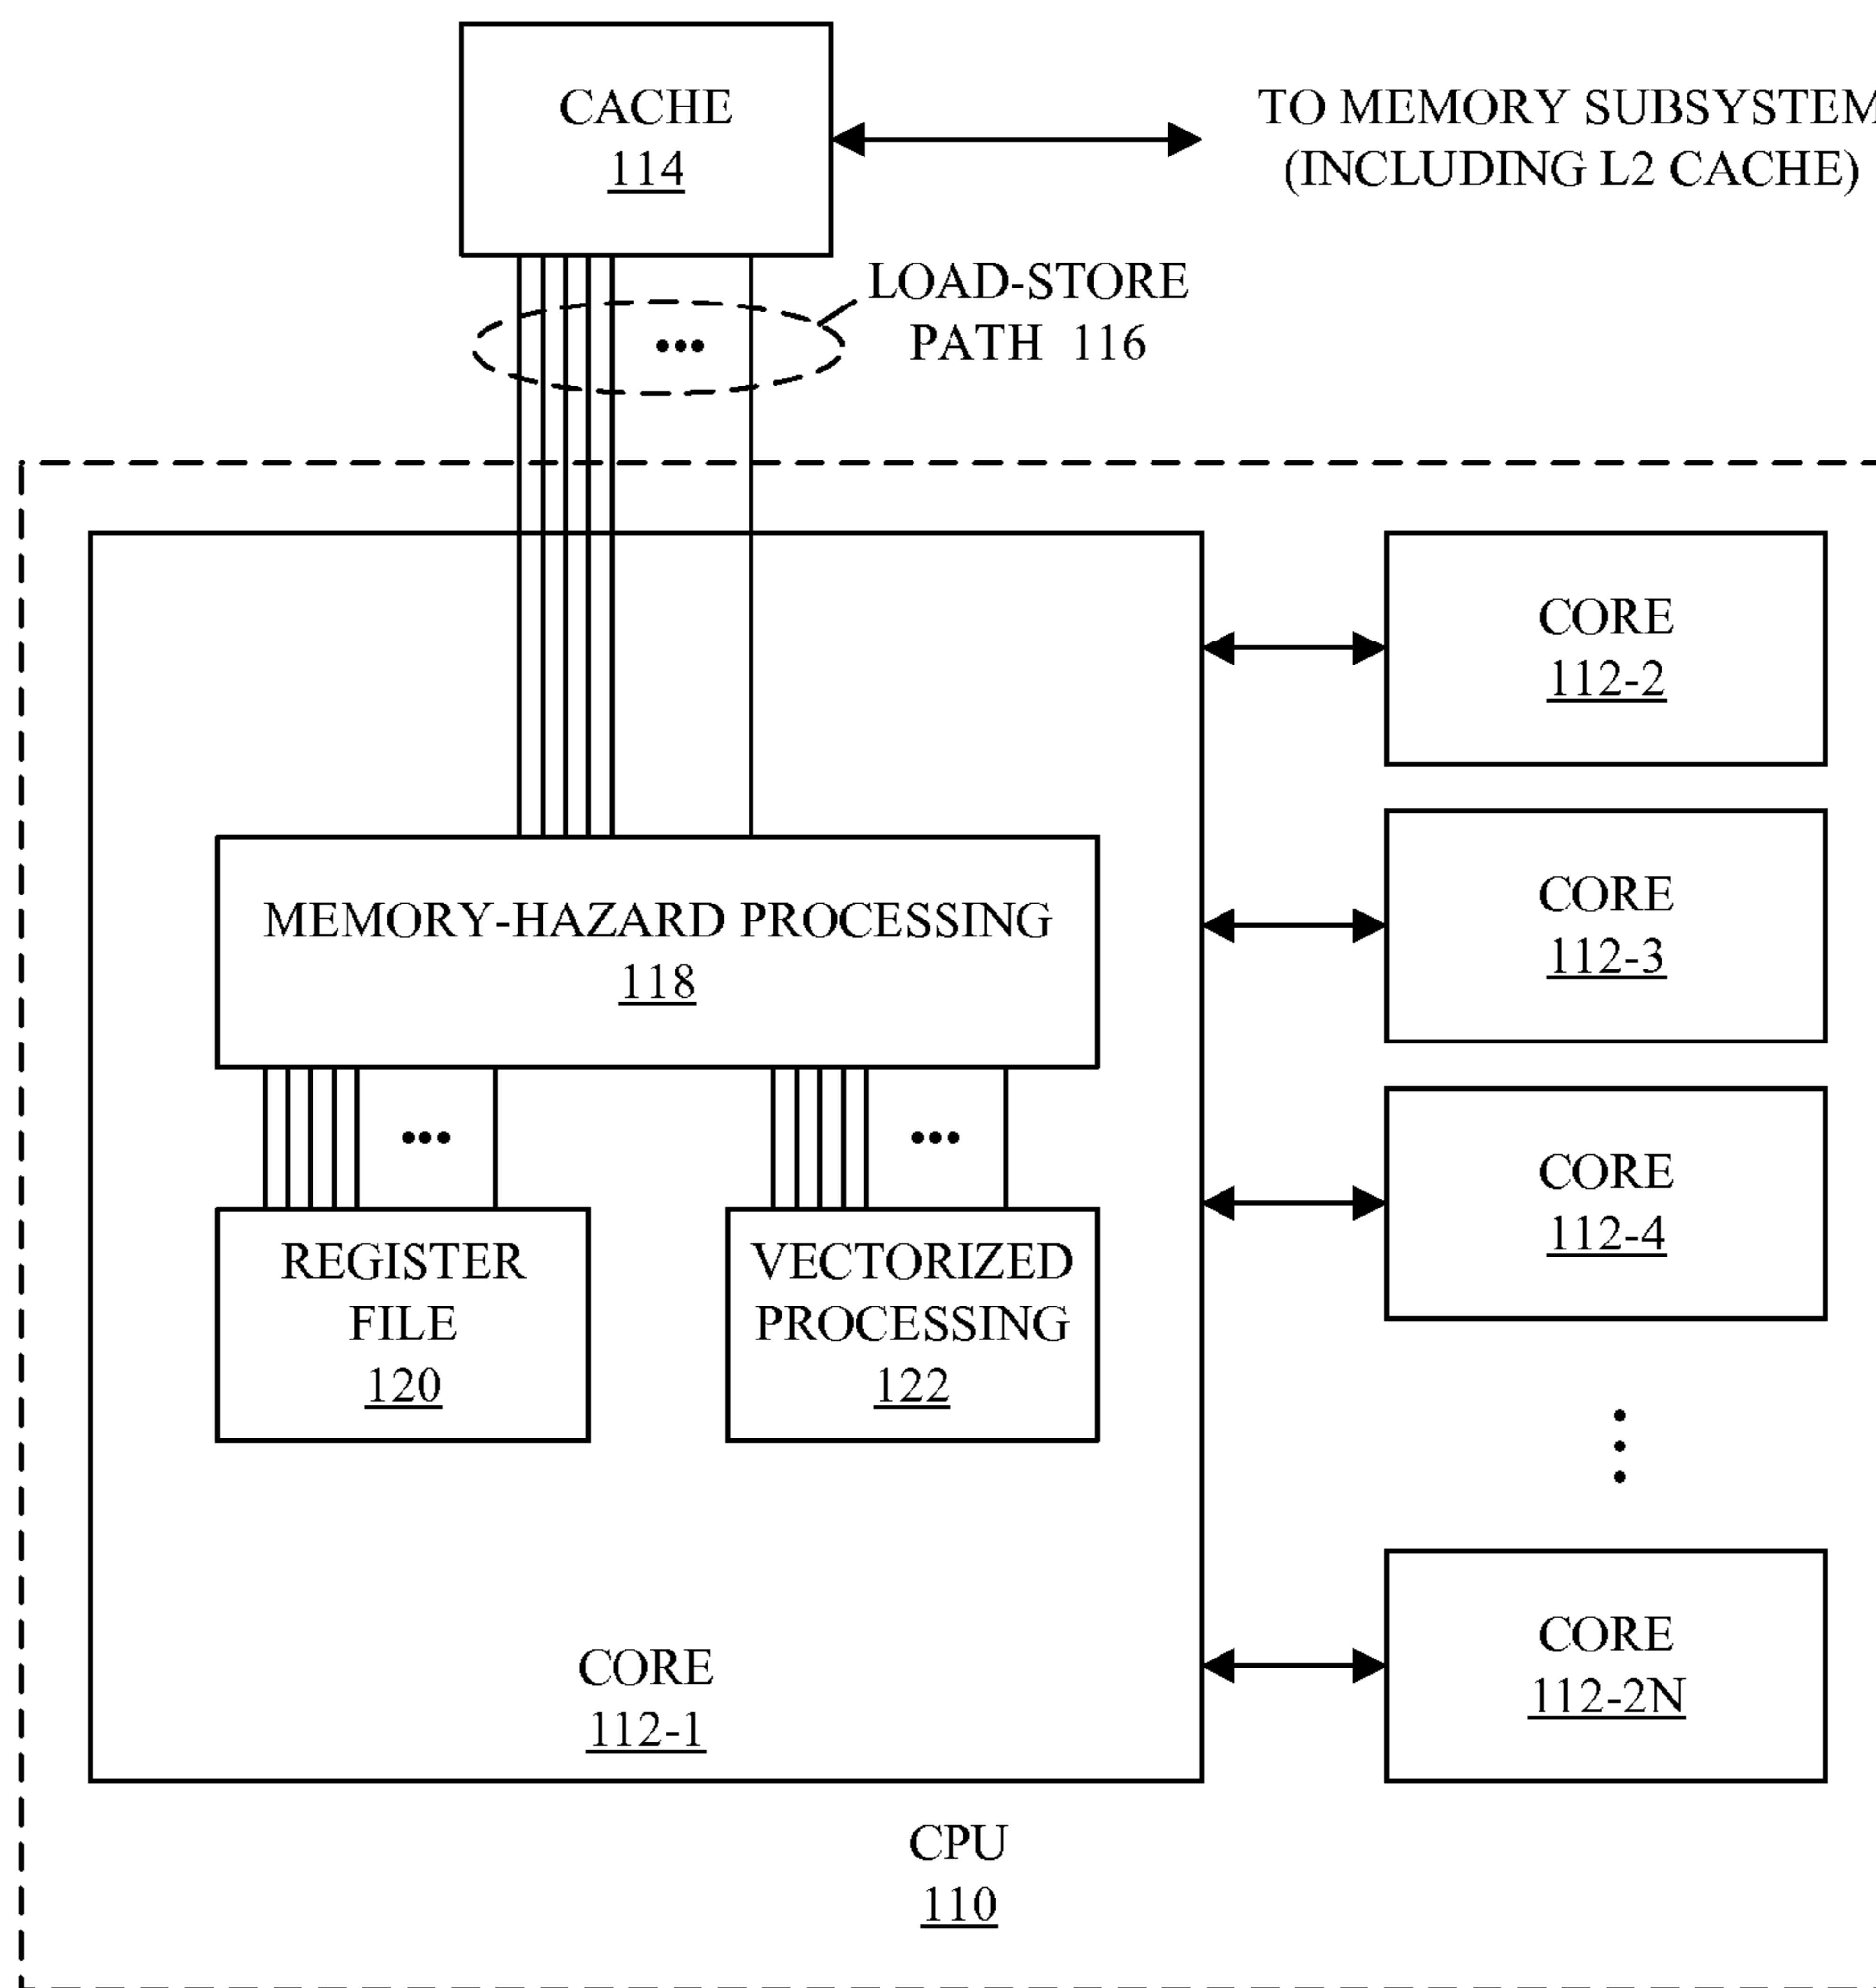 CACHE
114
TO MEMORY SUBSYSTEM
(INCLUDING L2 CACHE)
LOAD-STORE
PATH 116
CORE
112-2
MEMORY-HAZARD PROCESSING
118
CORE
112-3
REGISTER
FILE
120
VECTORIZED
PROCESSING
122
CORE
112-4
CORE
112-2N
CORE
112-1
CPU
110